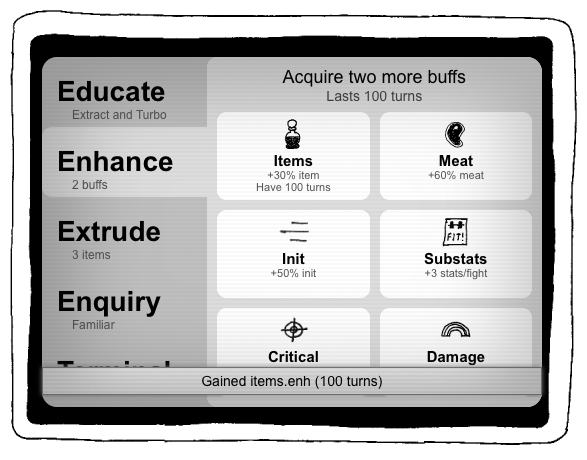 Educate
Extract and Turbo
Enhance
2 buffs
Extrude
3 items
Enquiry
Familiar
Terminal
Acquire two more buffs
Lasts 100 turns
Items
+30% item
Have 100 turns
Meat
+60% meat
Init
+50% init
FIT!
Substats
+3 stats/fight
Critical
Damage
Gained items.enh (100 turns)